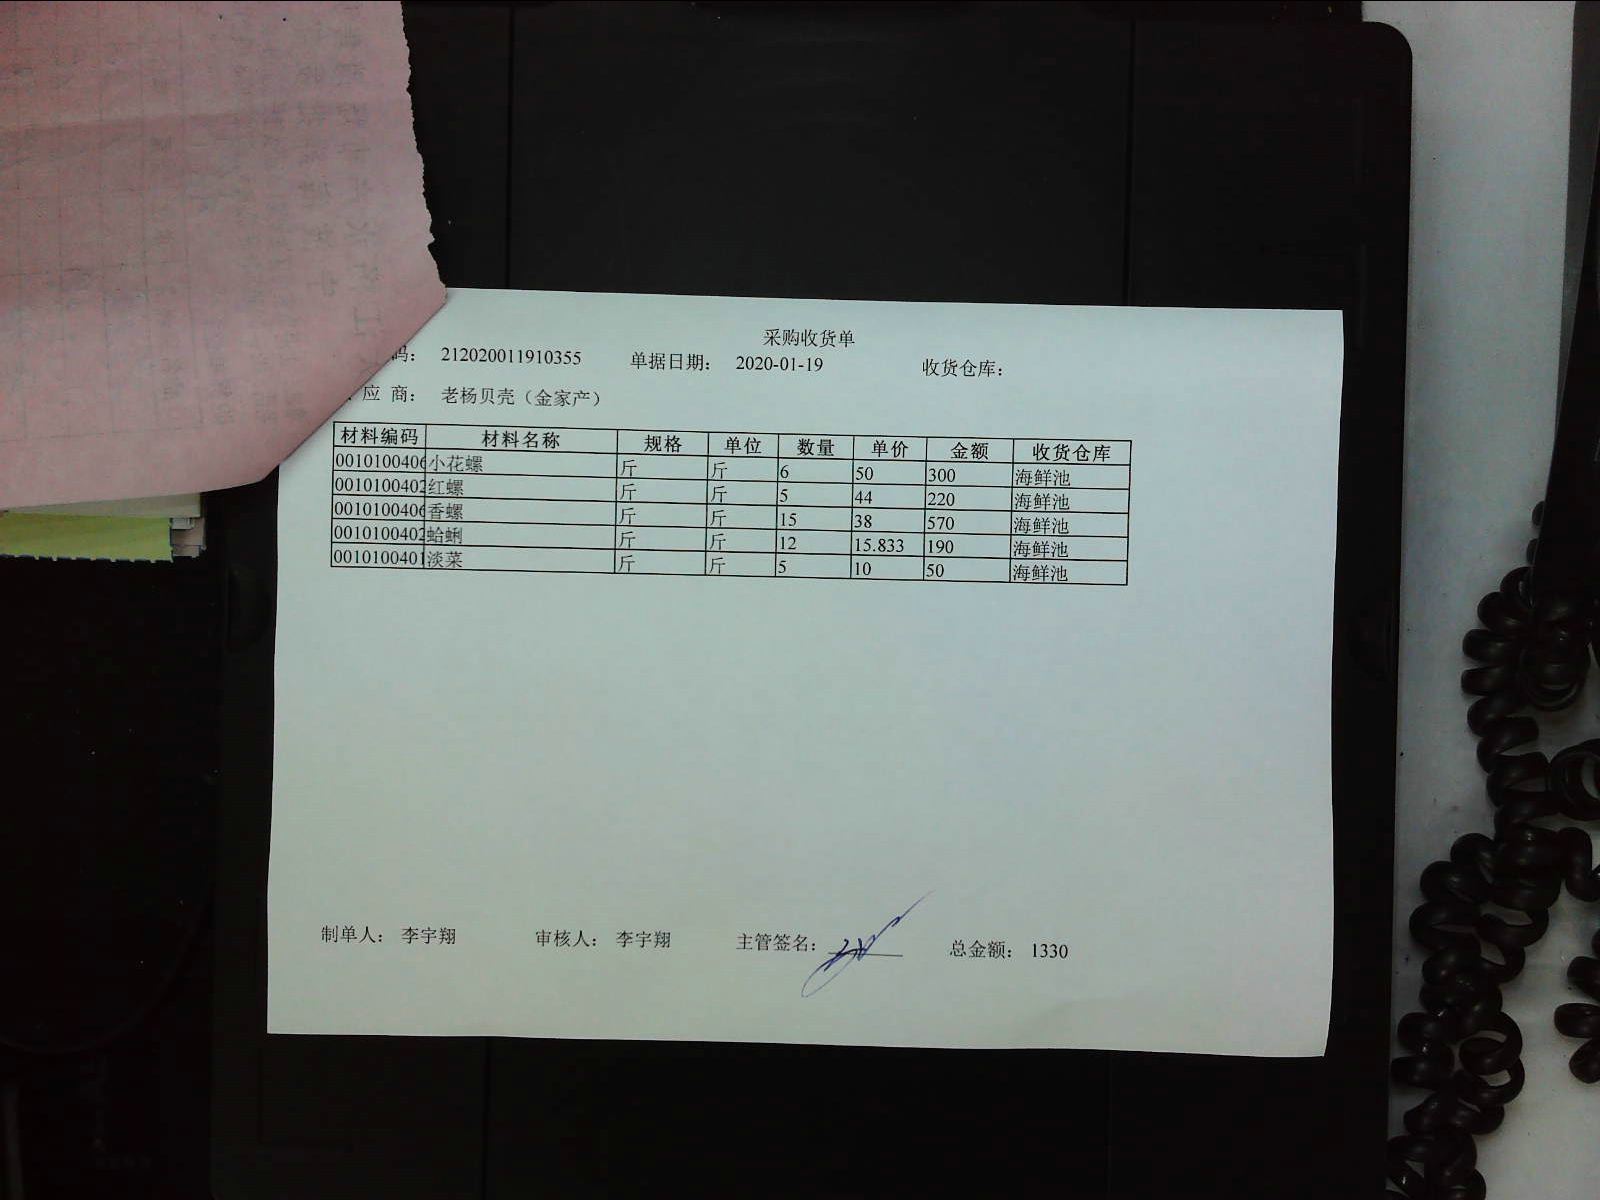 采购收货单
码： 212020011910355 单据日期： 2020-01-19 收货仓库：
应 商： 老杨贝壳（金家产）
材料编码 材料名称 规格 单位 数量 单价 金额 收货仓库
0010100406 小花螺 斤 斤 6 50 300 海鲜池
0010100402 红螺 斤 斤 5 44 220 海鲜池
0010100406 香螺 斤 斤 15 38 570 海鲜池
0010100402 蛤蜊 斤 斤 12 15.833 190 海鲜池
0010100401 淡菜 斤 斤 5 10 50 海鲜池
制单人： 李宇翔 审核人： 李宇翔 主管签名： 总金额： 1330